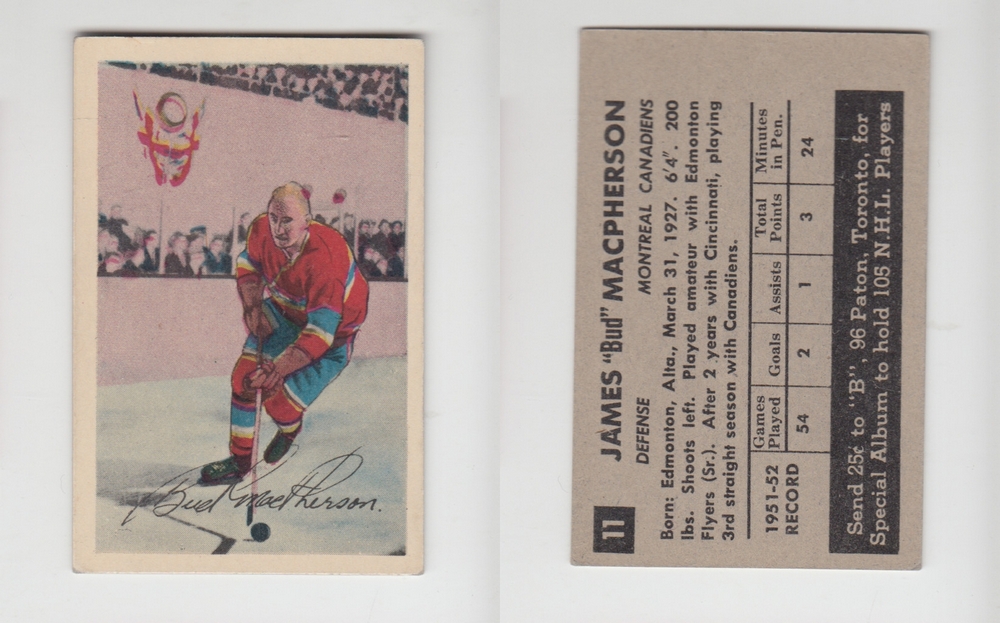 Bud MacPherson.
11
JAMES "Bud" MACPHERSON
DEFENSE MONTREAL CANADIENS
Born: Edmonton, Alta., March 31, 1927. 6'4". 200
lbs. Shoots left. Played amateur with Edmonton
Flyers (Sr.). After 2 years with Cincinnati, playing
3rd straight season with Canadiens.
1951-52 RECORD
Games Played Goals Assists Total Points Minutes in Pen.
54 2 1 3 24
Send 25¢ to "B", 96 Paton, Toronto, for
Special Album to hold 105 N.H.L. Players